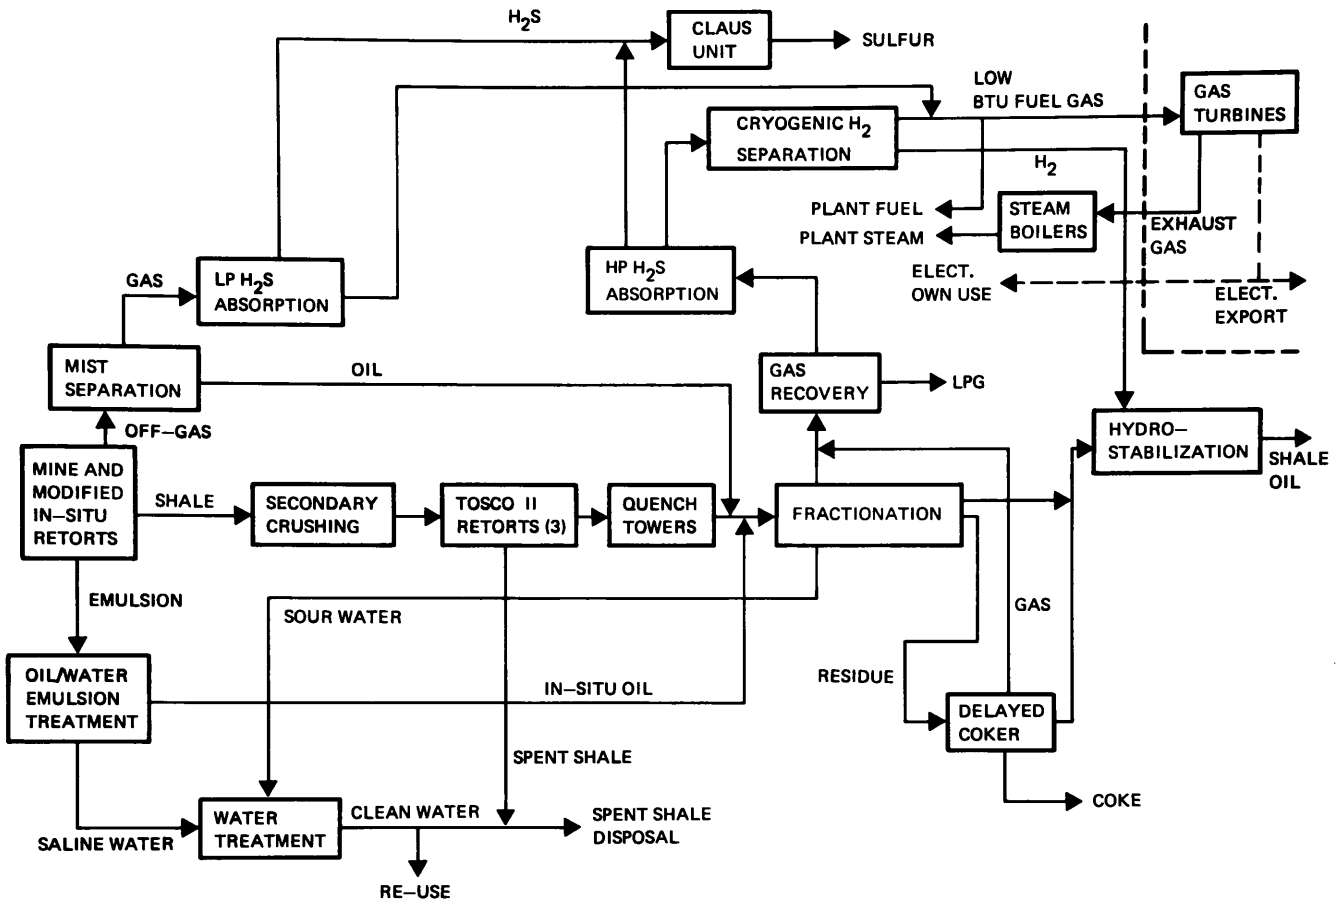 H2S
CLAUS
UNIT
SULFUR
LOW
BTU FUEL GAS
GAS
TURBINES
CRYOGENIC H2
SEPARATION
H2
PLANT FUEL
PLANT STEAM
STEAM
BOILERS
EXHAUST
GAS
ELECT.
OWN USE
ELECT.
EXPORT
GAS
LP H2S
ABSORPTION
HP H2S
ABSORPTION
MIST
SEPARATION
OIL
GAS
RECOVERY
LPG
OFF–GAS
HYDRO–
STABILIZATION
SHALE
OIL
MINE AND
MODIFIED
IN–SITU
RETORTS
SHALE
SECONDARY
CRUSHING
TOSCO II
RETORTS (3)
QUENCH
TOWERS
FRACTIONATION
EMULSION
SOUR WATER
GAS
OIL/WATER
EMULSION
TREATMENT
IN–SITU OIL
RESIDUE
DELAYED
COKER
SPENT SHALE
COKE
SALINE WATER
WATER
TREATMENT
CLEAN WATER
SPENT SHALE
DISPOSAL
RE–USE